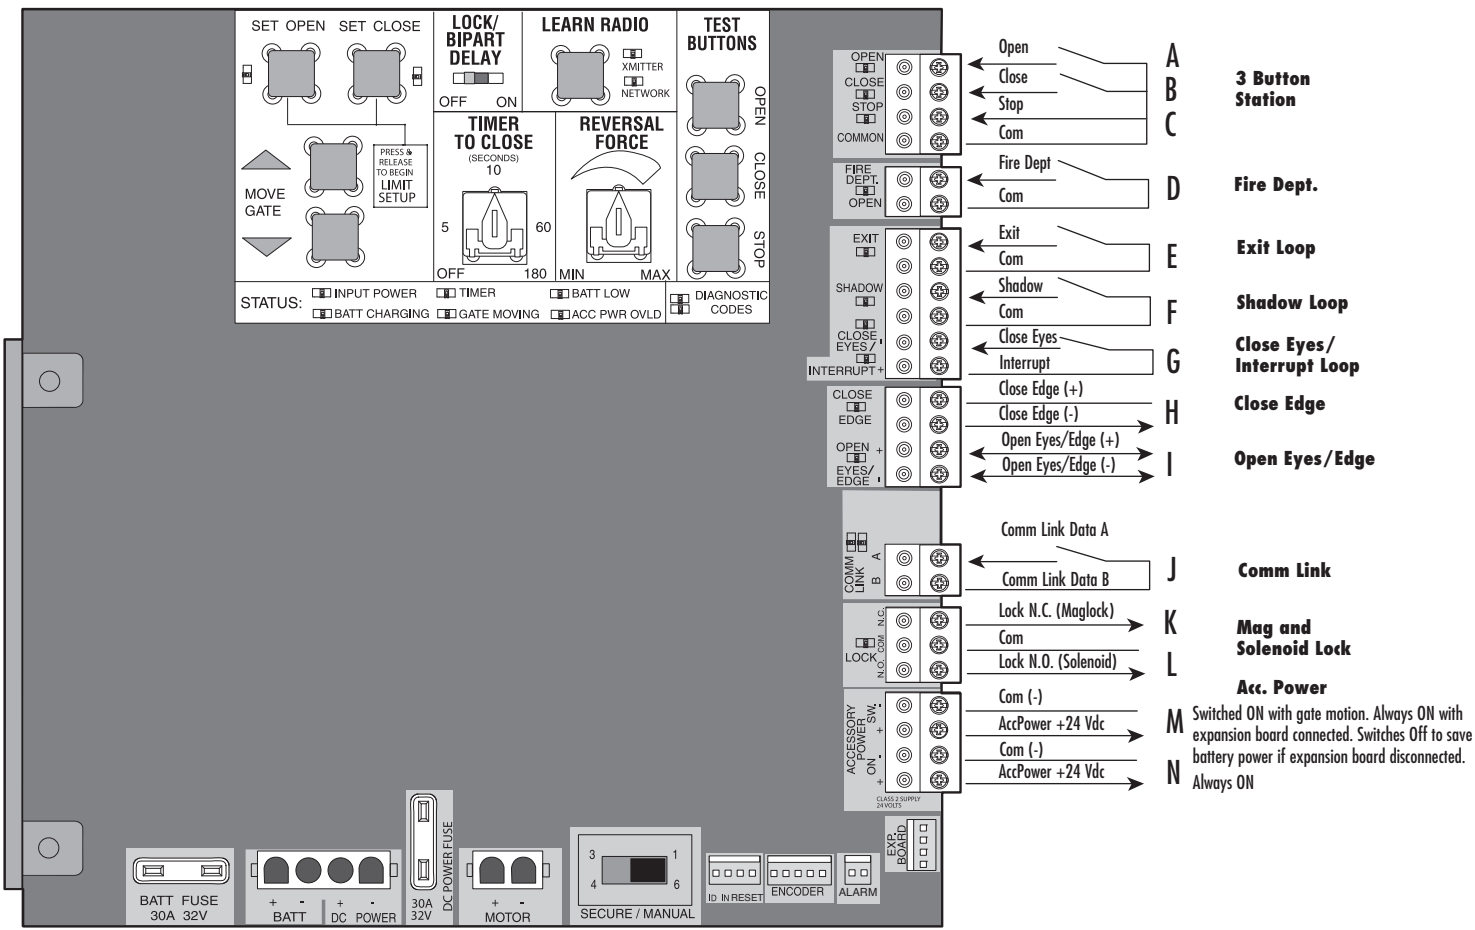 SET OPEN SET CLOSE
LOCK/
BIPART
DELAY
OFF ON
LEARN RADIO
XMITTER
NETWORK
TEST
BUTTONS
OPEN
CLOSE
STOP
MOVE
GATE
PRESS &
RELEASE
TO BEGIN
LIMIT
SETUP
TIMER
TO CLOSE
(SECONDS)
10
5 60
OFF 180
REVERSAL
FORCE
MIN MAX
STATUS: INPUT POWER TIMER BATT LOW
BATT CHARGING GATE MOVING ACC PWR OVLD
DIAGNOSTIC
CODES
OPEN
CLOSE
STOP
COMMON
Open
Close
Stop
Com
A
B
C
3 Button
Station
FIRE
DEPT.
OPEN
Fire Dept
Com
D
Fire Dept.
EXIT
Exit
Com
E
Exit Loop
SHADOW
Shadow
Com
F
Shadow Loop
CLOSE
EYES/ -
INTERRUPT +
Close Eyes
Interrupt
G
Close Eyes/
Interrupt Loop
CLOSE
EDGE
Close Edge (+)
Close Edge (-)
H
Close Edge
OPEN +
EYES/
EDGE -
Open Eyes/Edge (+)
Open Eyes/Edge (-)
I
Open Eyes/Edge
COMM
LINK
A
B
Comm Link Data A
Comm Link Data B
J
Comm Link
LOCK
N.C.
COM
N.O.
Lock N.C. (Maglock)
Com
Lock N.O. (Solenoid)
K
L
Mag and
Solenoid Lock
ACCESSORY
POWER
SW.
- +
ON
- +
CLASS 2 SUPPLY
24 VOLTS
Com (-)
AccPower +24 Vdc
Com (-)
AccPower +24 Vdc
Acc. Power
M
Switched ON with gate motion. Always ON with
expansion board connected. Switches Off to save
battery power if expansion board disconnected.
N
Always ON
EXP.
BOARD
BATT FUSE
30A 32V
+ - + -
BATT DC POWER
DC POWER FUSE
30A
32V
+ -
MOTOR
3 1
4 6
SECURE / MANUAL
ID IN RESET
ENCODER
ALARM